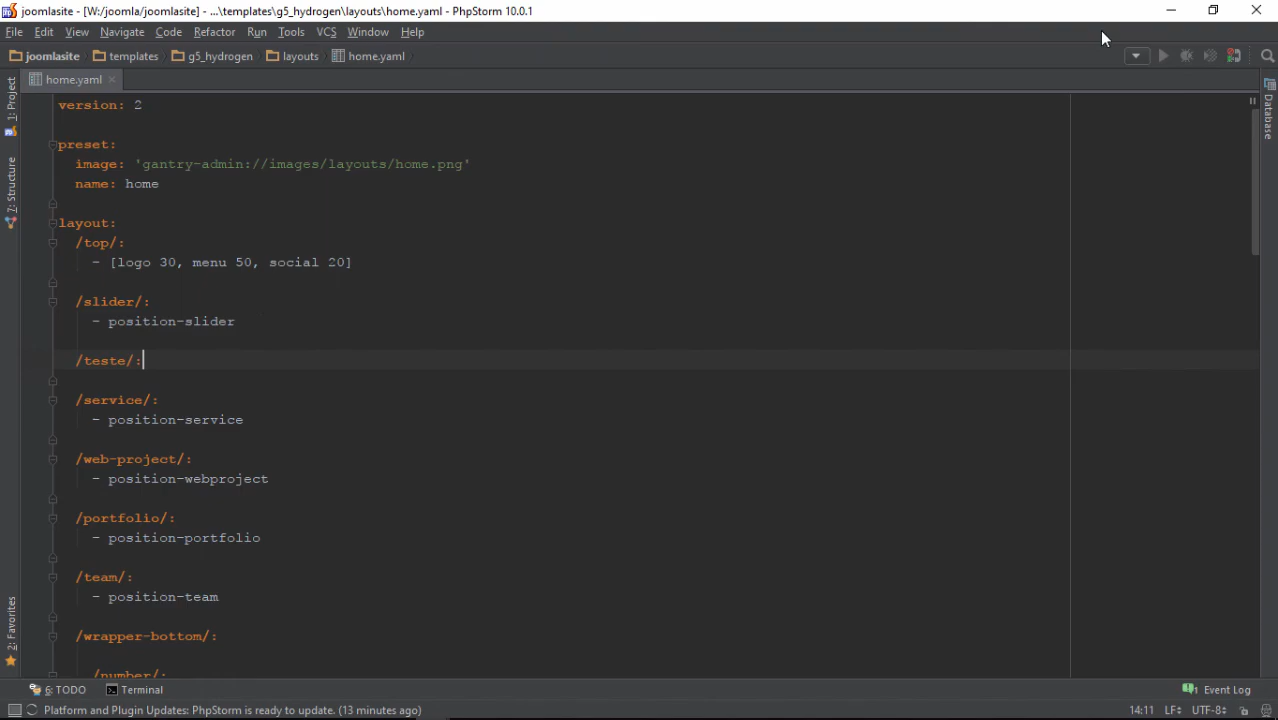 joomlasite - [W:/joomla/joomlasite] - ...\templates\g5_hydrogen\layouts\home.yaml - PhpStorm 10.0.1
File Edit View Navigate Code Refactor Run Tools VCS Window Help
joomlasite templates g5_hydrogen layouts home.yaml
home.yaml
1: Project
7: Structure
2: Favorites
Database
version: 2
preset:
image: 'gantry-admin://images/layouts/home.png'
name: home
layout:
/top/:
- [logo 30, menu 50, social 20]
/slider/:
- position-slider
/teste/:
/service/:
- position-service
/web-project/:
- position-webproject
/portfolio/:
- position-portfolio
/team/:
- position-team
/wrapper-bottom/:
/number/:
6: TODO Terminal Event Log
Platform and Plugin Updates: PhpStorm is ready to update. (13 minutes ago) 14:11 LF UTF-8